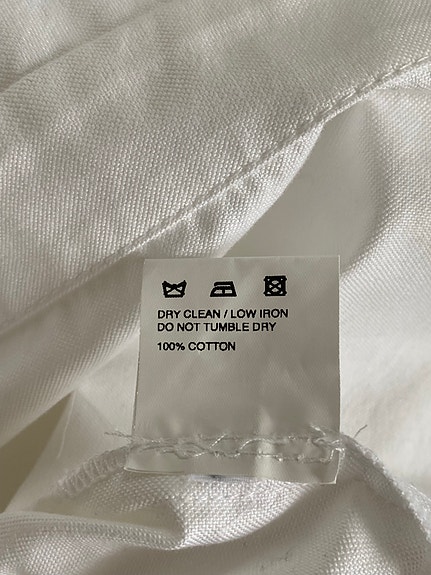 DRY CLEAN / LOW IRON
DO NOT TUMBLE DRY
100% COTTON